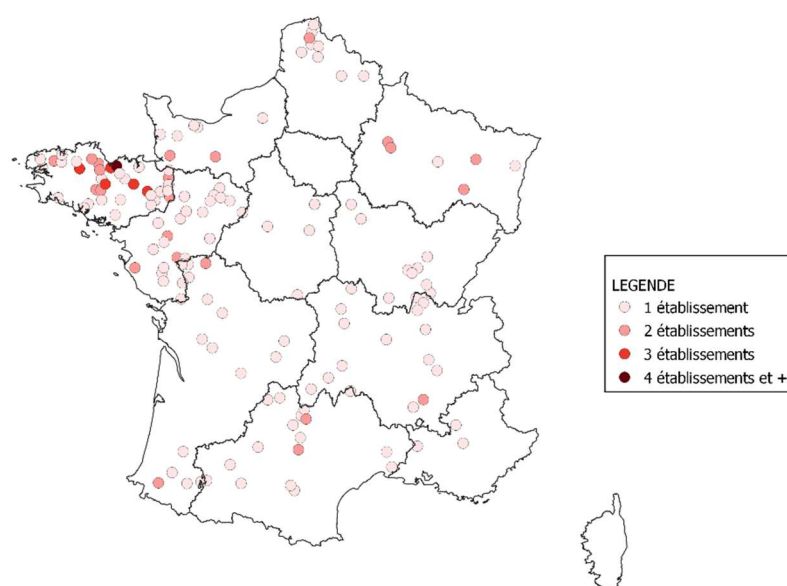 LEGENDE
1 établissement
2 établissements
3 établissements
4 établissements et +